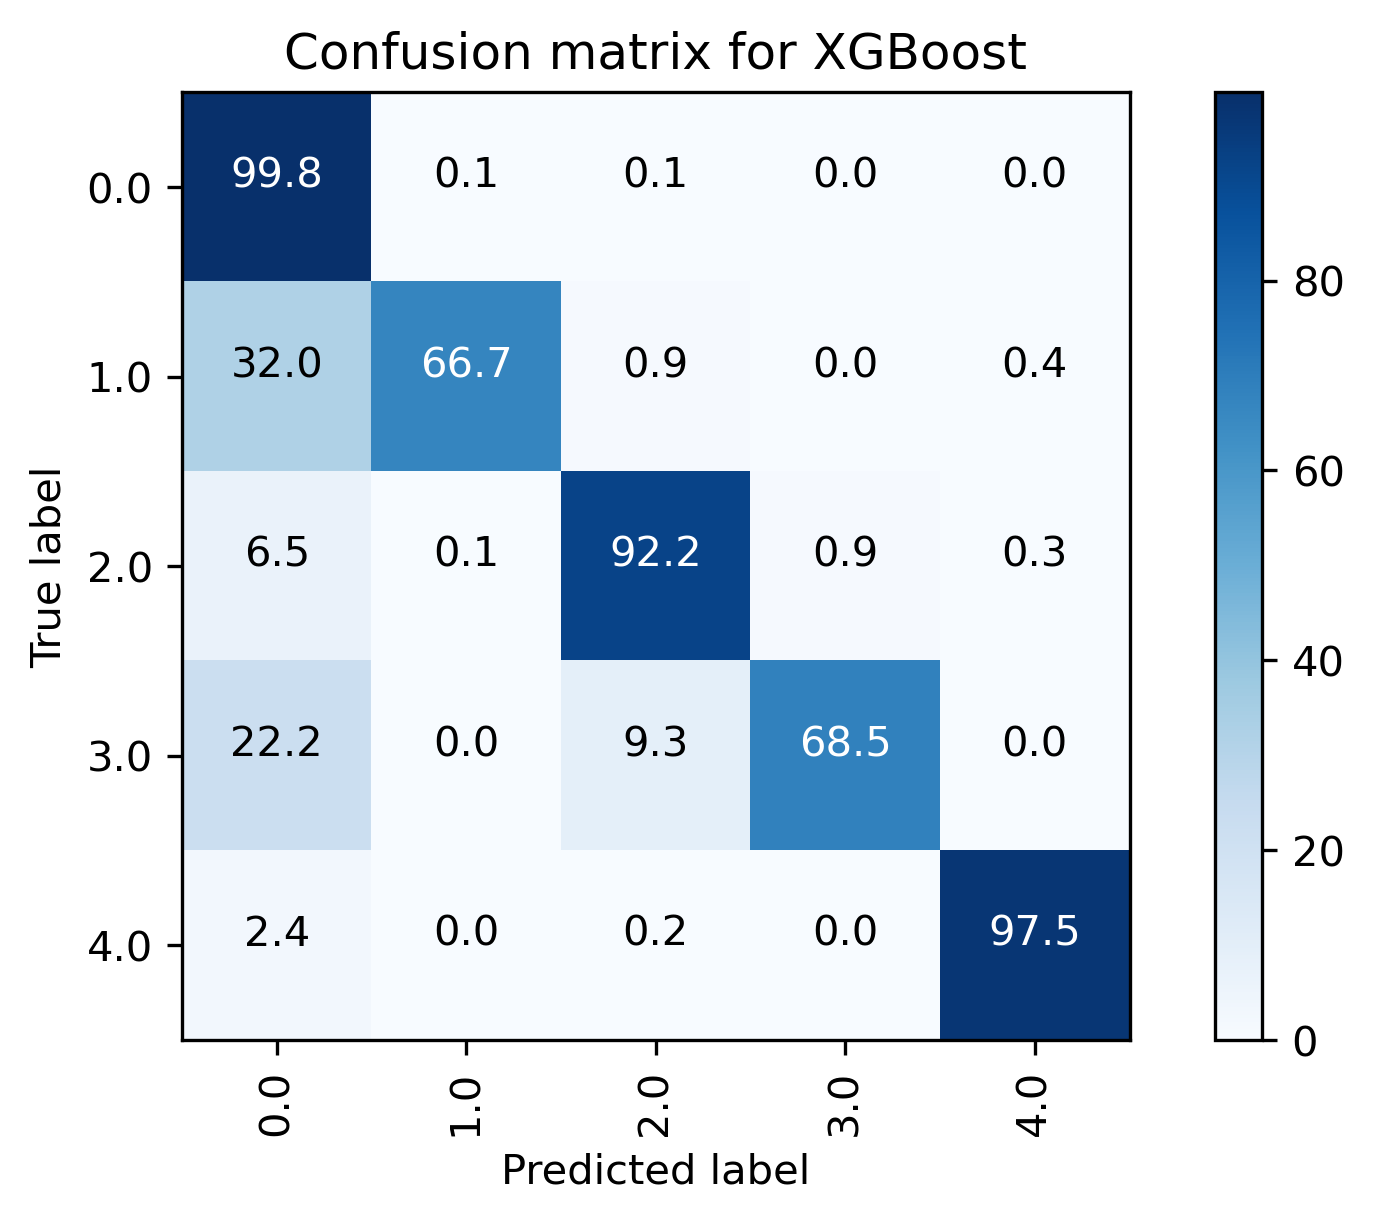 Confusion matrix for XGBoost
0.0 99.8 0.1 0.1 0.0 0.0
1.0 32.0 66.7 0.9 0.0 0.4
2.0 6.5 0.1 92.2 0.9 0.3
3.0 22.2 0.0 9.3 68.5 0.0
4.0 2.4 0.0 0.2 0.0 97.5
0.0 1.0 2.0 3.0 4.0
Predicted label
True label
80
60
40
20
0